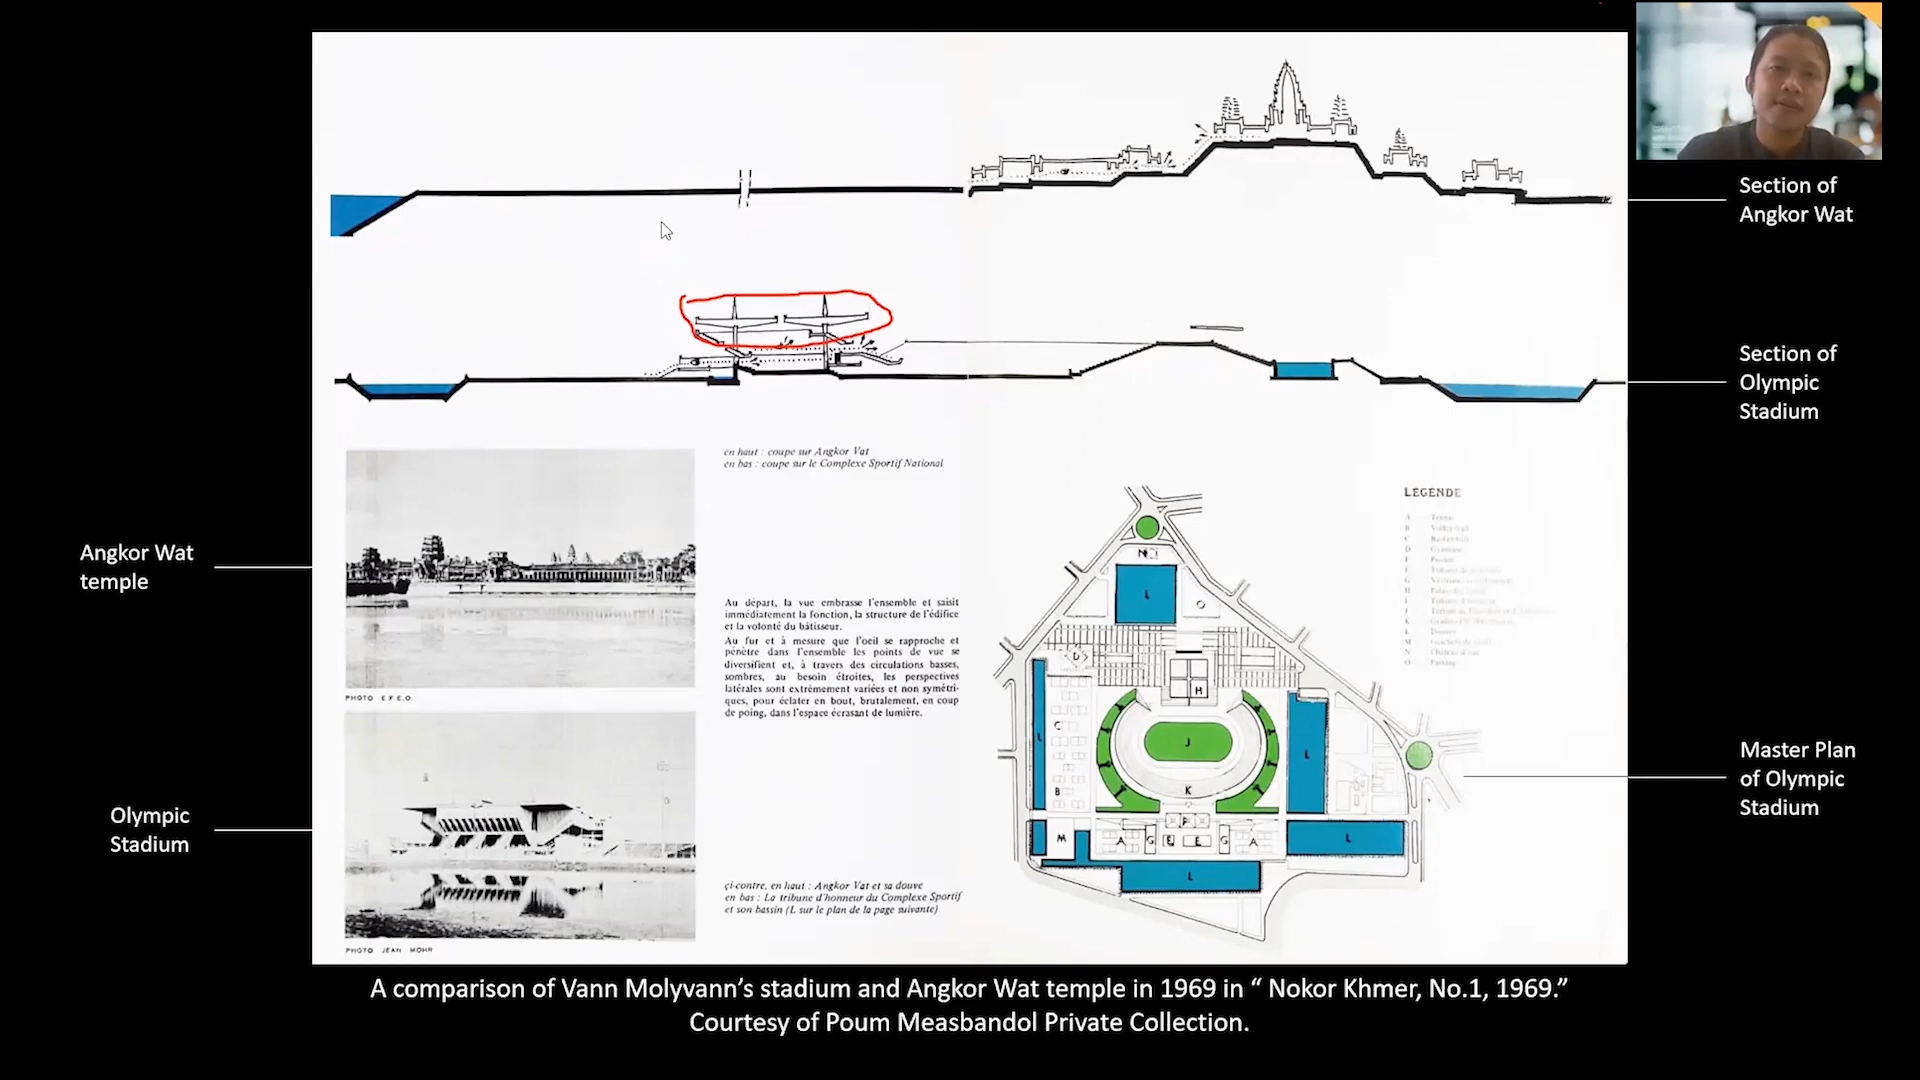 Section of
Angkor Wat
Section of
Olympic
Stadium
en haut : coupe sur Angkor Vat
en bas : coupe sur le Complexe Sportif National
LEGENDE
A
B
C
D
G
H
K
L
M
N
O Parking
Angkor Wat
temple
PHOTO E.F.E.O.
Au départ, la vue embrasse l'ensemble et saisit
immédiatement la fonction, la structure de l'édifice
et la volonté du bâtisseur.
Au fur et à mesure que l'oeil se rapproche et
pénètre dans l'ensemble les points de vue se
diversifient et, à travers des circulations basses,
sombres, au besoin étroites, les perspectives
latérales sont extrêmement variées et non symétri-
ques, pour éclater en bout, brutalement, en coup
de poing, dans l'espace écrasant de lumière.
N
L
O
D
H
L
C
J
L
B
K
F
M
A G E E G A
L
L
Master Plan
of Olympic
Stadium
Olympic
Stadium
PHOTO JEAN MOHR
çi-contre, en haut : Angkor Vat et sa douve
en bas : La tribune d'honneur du Complexe Sportif
et son bassin (L sur le plan de la page suivante)
A comparison of Vann Molyvann’s stadium and Angkor Wat temple in 1969 in “ Nokor Khmer, No.1, 1969.”
Courtesy of Poum Measbandol Private Collection.